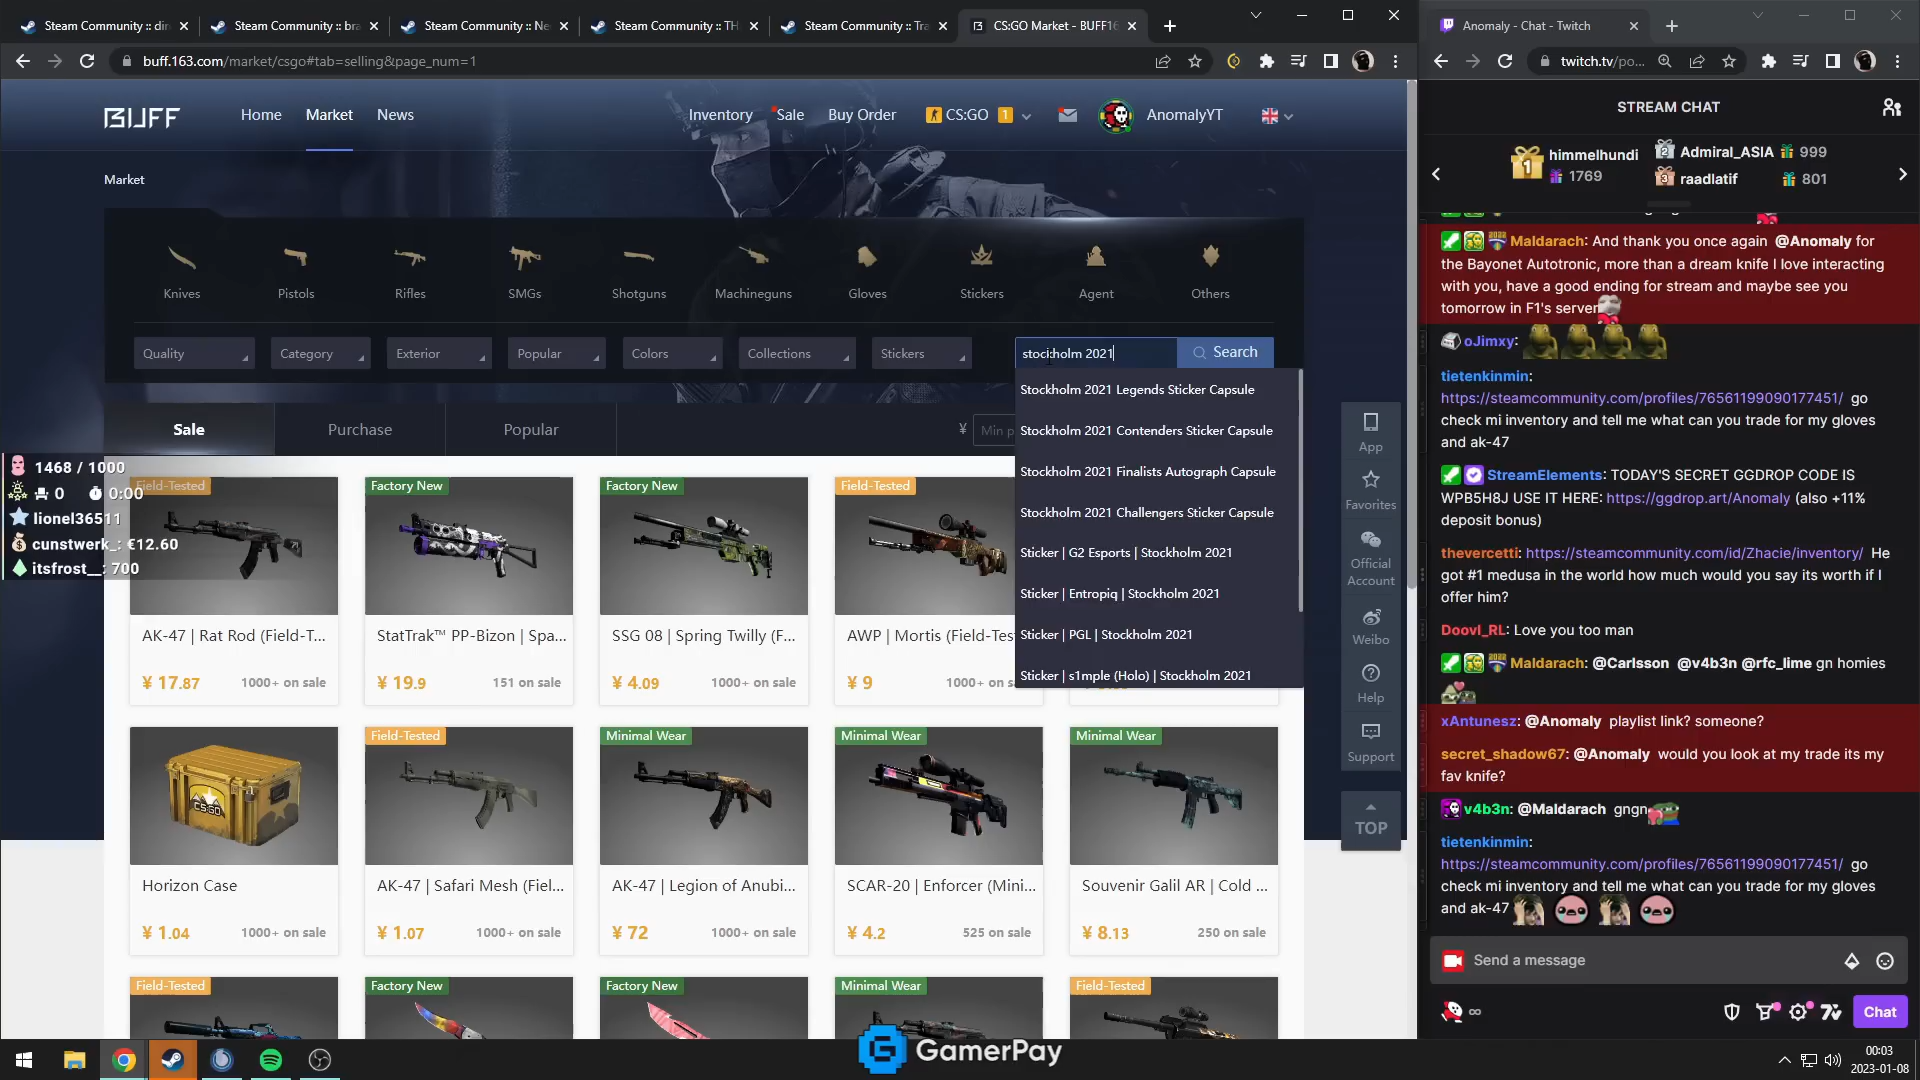 Steam Community :: din
Steam Community :: bra
Steam Community :: Ne
Steam Community :: TH
Steam Community :: Tra
CS:GO Market - BUFF16
buff.163.com/market/csgo#tab=selling&page_num=1
BUFF
Home
Market
News
Inventory
Sale
Buy Order
CS:GO
1
AnomalyYT
Market
Knives
Pistols
Rifles
SMGs
Shotguns
Machineguns
Gloves
Stickers
Agent
Others
Quality
Category
Exterior
Popular
Colors
Collections
Stickers
stockholm 2021
Search
Stockholm 2021 Legends Sticker Capsule
Stockholm 2021 Contenders Sticker Capsule
Stockholm 2021 Finalists Autograph Capsule
Stockholm 2021 Challengers Sticker Capsule
Sticker | G2 Esports | Stockholm 2021
Sticker | Entropiq | Stockholm 2021
Sticker | PGL | Stockholm 2021
Sticker | s1mple (Holo) | Stockholm 2021
Sale
Purchase
Popular
¥
Min p
1468 / 1000
0
0:00
lionel36511
cunstwerk_: €12.60
itsfrost__: 700
Field-Tested
AK-47 | Rat Rod (Field-T...
¥ 17.87
1000+ on sale
Factory New
StatTrak™ PP-Bizon | Spa...
¥ 19.9
151 on sale
Factory New
SSG 08 | Spring Twilly (F...
¥ 4.09
1000+ on sale
Field-Tested
AWP | Mortis (Field-Tes
¥ 9
1000+ on sa
Horizon Case
¥ 1.04
1000+ on sale
Field-Tested
AK-47 | Safari Mesh (Fiel...
¥ 1.07
1000+ on sale
Minimal Wear
AK-47 | Legion of Anubi...
¥ 72
1000+ on sale
Minimal Wear
SCAR-20 | Enforcer (Mini...
¥ 4.2
525 on sale
Minimal Wear
Souvenir Galil AR | Cold ...
¥ 8.13
250 on sale
Field-Tested
Factory New
Factory New
Minimal Wear
Field-Tested
App
Favorites
Official
Account
Weibo
Help
Support
TOP
GamerPay
Anomaly - Chat - Twitch
twitch.tv/po...
STREAM CHAT
1
himmelhundi
1769
2
Admiral_ASIA
999
3
raadlatif
801
Maldarach: And thank you once again @Anomaly for
the Bayonet Autotronic, more than a dream knife I love interacting
with you, have a good ending for stream and maybe see you
tomorrow in F1's server
oJimxy:
tietenkinmin:
https://steamcommunity.com/profiles/76561199090177451/ go
check mi inventory and tell me what can you trade for my gloves
and ak-47
StreamElements: TODAY'S SECRET GGDROP CODE IS
WPB5H8J USE IT HERE: https://ggdrop.art/Anomaly (also +11%
deposit bonus)
thevercetti: https://steamcommunity.com/id/Zhacie/inventory/ He
got #1 medusa in the world how much would you say its worth if I
offer him?
Doovl_RL: Love you too man
Maldarach: @Carlsson @v4b3n @rfc_lime gn homies
xAntunesz: @Anomaly playlist link? someone?
secret_shadow67: @Anomaly would you look at my trade its my
fav knife?
v4b3n: @Maldarach gngn
tietenkinmin:
https://steamcommunity.com/profiles/76561199090177451/ go
check mi inventory and tell me what can you trade for my gloves
and ak-47
Send a message
∞
Chat
00:03
2023-01-08